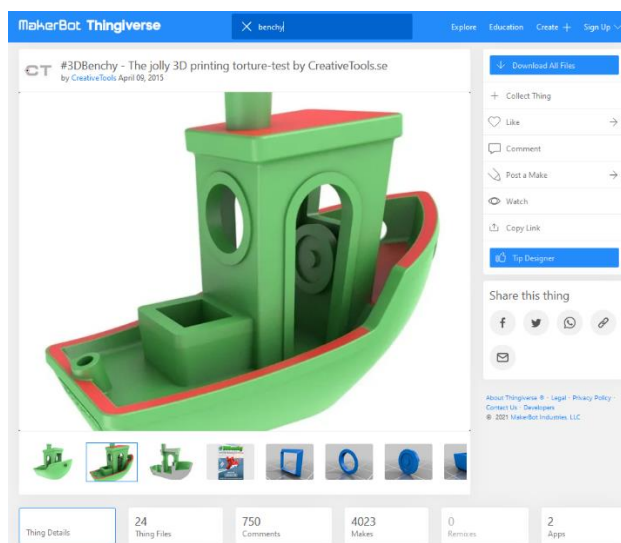 MakerBot Thingiverse
benchy
Explore
Education
Create +
Sign Up
CT
#3DBenchy - The jolly 3D printing torture-test by CreativeTools.se
by CreativeTools April 09, 2015
Download All Files
Collect Thing
Like
Comment
Post a Make
Watch
Copy Link
Tip Designer
Share this thing
About Thingiverse ® · Legal · Privacy Policy ·
Contact Us · Developers
© 2021 MakerBot Industries, LLC
#3DBenchy
Thing Details
24
Thing Files
750
Comments
4023
Makes
0
Remixes
2
Apps